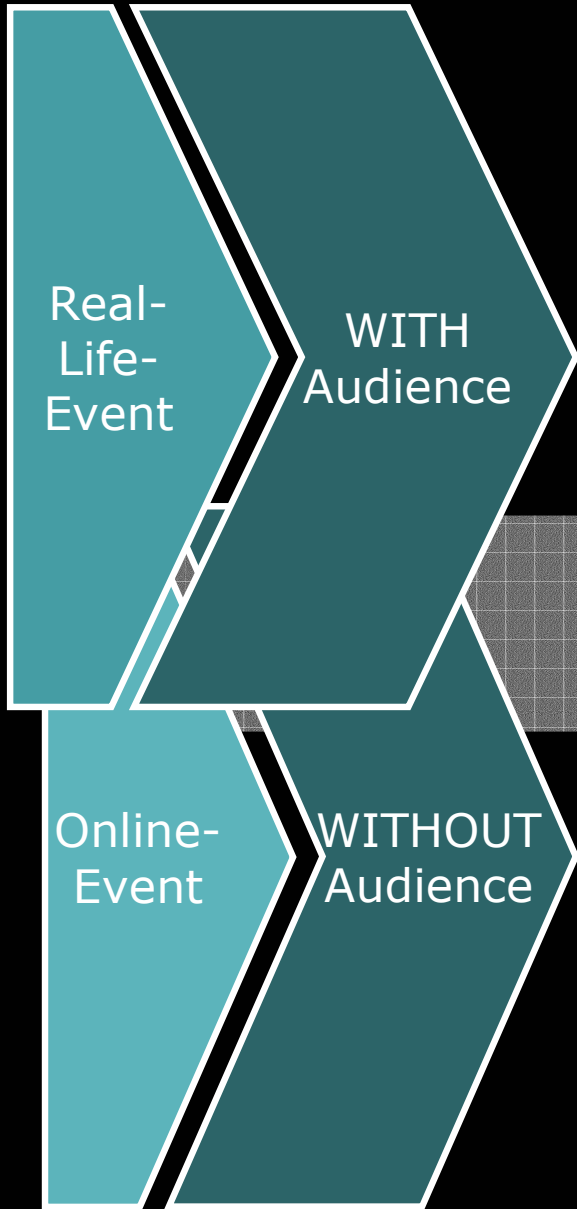 Real-
Life-
Event
WITH
Audience
Online-
Event
WITHOUT
Audience